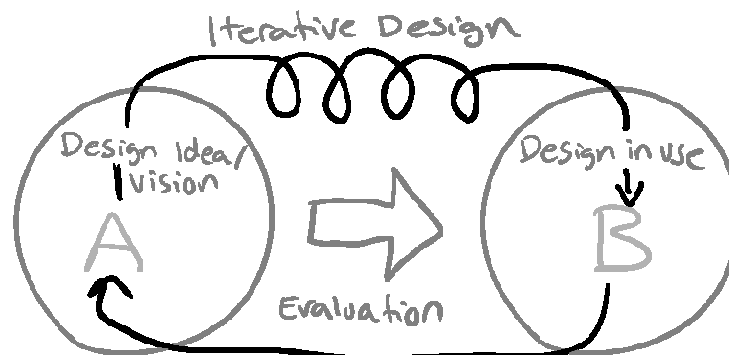 Iterative Design
Design Idea/
Vision
A
Design in use
B
Evaluation